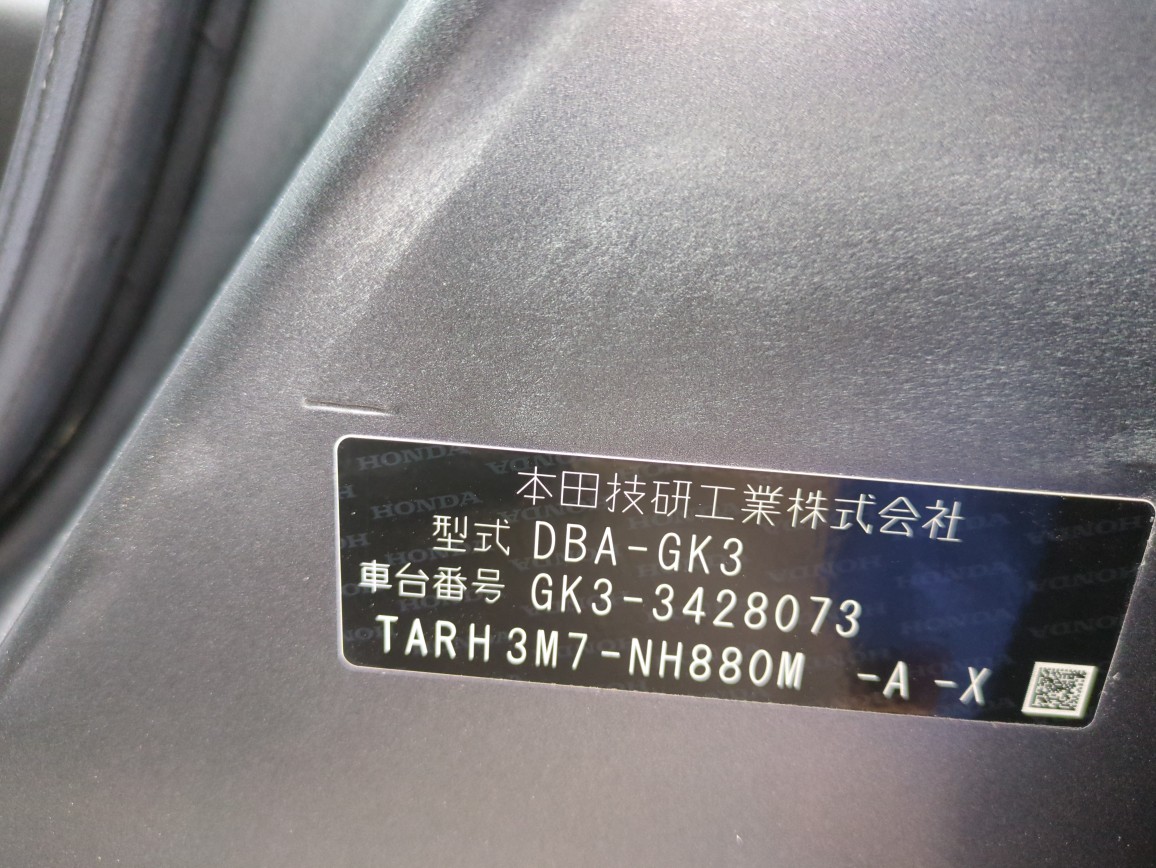 本田技研工業株式会社
型式 DBA-GK3
車台番号 GK3-3428073
TARH3M7-NH880M -A -X